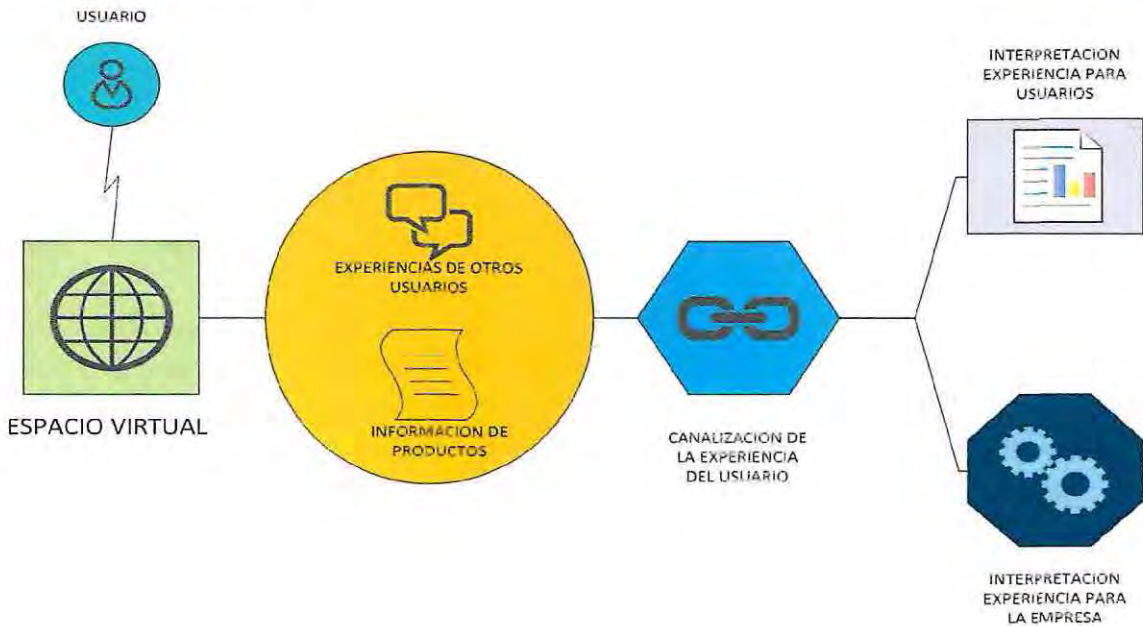 USUARIO
ESPACIO VIRTUAL
EXPERIENCIAS DE OTROS
USUARIOS
INFORMACION DE
PRODUCTOS
CANALIZACION DE
LA EXPERIENCIA
DEL USUARIO
INTERPRETACION
EXPERIENCIA PARA
USUARIOS
INTERPRETACION
EXPERIENCIA PARA
LA EMPRESA